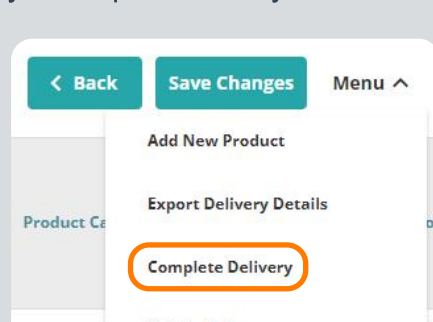 Back Save Changes Menu
Add New Product
Export Delivery Details
Product Ca
Complete Delivery